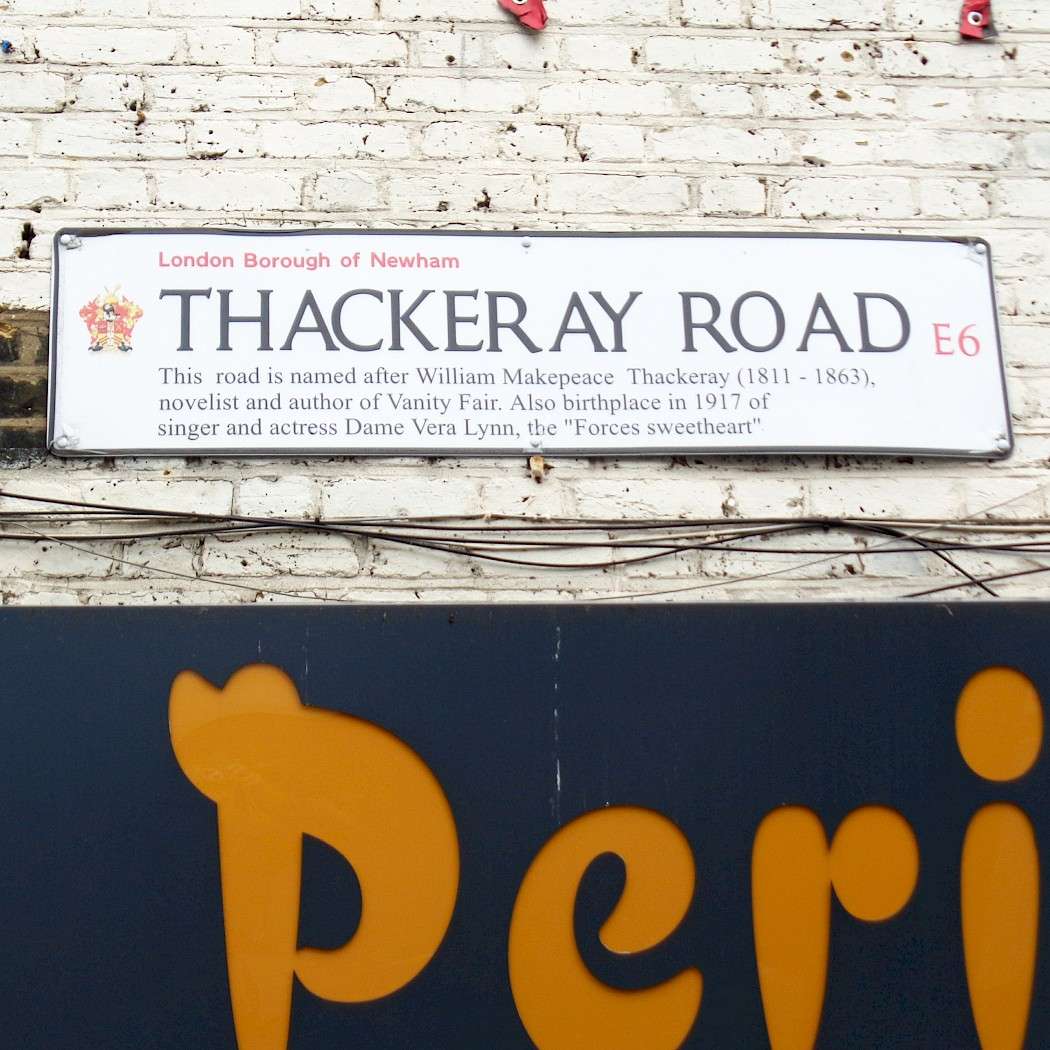 London Borough of Newham
THACKERAY ROAD E6
This road is named after William Makepeace Thackeray (1811 - 1863),
novelist and author of Vanity Fair. Also birthplace in 1917 of
singer and actress Dame Vera Lynn, the "Forces sweetheart"
Peri